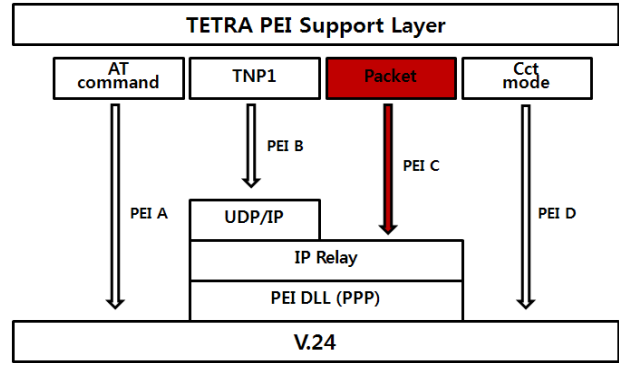 TETRA PEI Support Layer
AT
command
TNP1
Packet
Cct
mode
PEI B
PEI C
PEI A
PEI D
UDP/IP
IP Relay
PEI DLL (PPP)
V.24